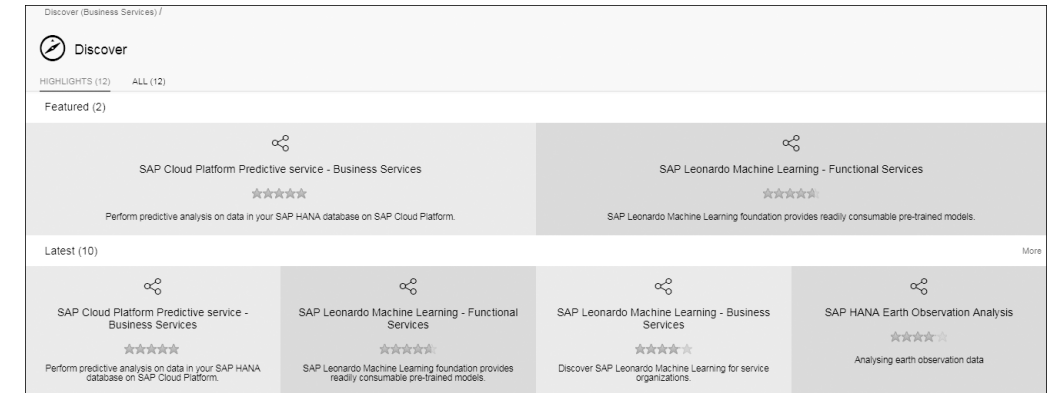 Discover (Business Services) /
Discover
HIGHLIGHTS (12) ALL (12)
Featured (2)
SAP Cloud Platform Predictive service - Business Services
Perform predictive analysis on data in your SAP HANA database on SAP Cloud Platform.
SAP Leonardo Machine Learning - Functional Services
SAP Leonardo Machine Learning foundation provides readily consumable pre-trained models.
Latest (10) More
SAP Cloud Platform Predictive service -
Business Services
Perform predictive analysis on data in your SAP HANA
database on SAP Cloud Platform.
SAP Leonardo Machine Learning - Functional
Services
SAP Leonardo Machine Learning foundation provides
readily consumable pre-trained models.
SAP Leonardo Machine Learning - Business
Services
Discover SAP Leonardo Machine Learning for service
organizations.
SAP HANA Earth Observation Analysis
Analysing earth observation data